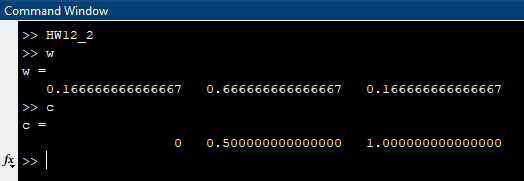 Command Window
>> HW12_2
>> w
w =
0.166666666666667 0.666666666666667 0.166666666666667
>> c
c =
0 0.500000000000000 1.000000000000000
fx >>